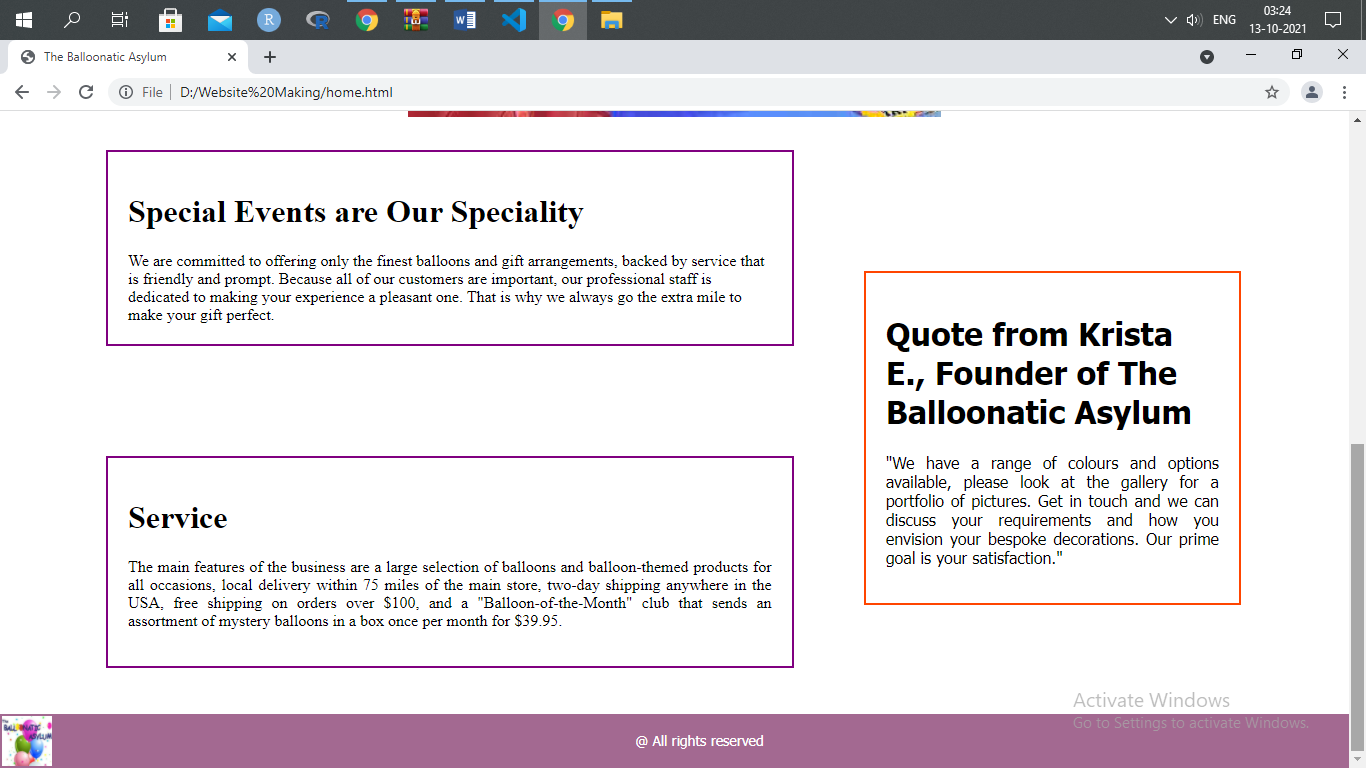 03:24
ENG
13-10-2021
The Balloonatic Asylum
File
D:/Website%20Making/home.html
Special Events are Our Speciality
We are committed to offering only the finest balloons and gift arrangements, backed by service that
is friendly and prompt. Because all of our customers are important, our professional staff is
dedicated to making your experience a pleasant one. That is why we always go the extra mile to
make your gift perfect.
Quote from Krista
E., Founder of The
Balloonatic Asylum
"We have a range of colours and options
available, please look at the gallery for a
portfolio of pictures. Get in touch and we can
discuss your requirements and how you
envision your bespoke decorations. Our prime
goal is your satisfaction."
Service
The main features of the business are a large selection of balloons and balloon-themed products for
all occasions, local delivery within 75 miles of the main store, two-day shipping anywhere in the
USA, free shipping on orders over $100, and a "Balloon-of-the-Month" club that sends an
assortment of mystery balloons in a box once per month for $39.95.
Activate Windows
Go to Settings to activate Windows.
@ All rights reserved